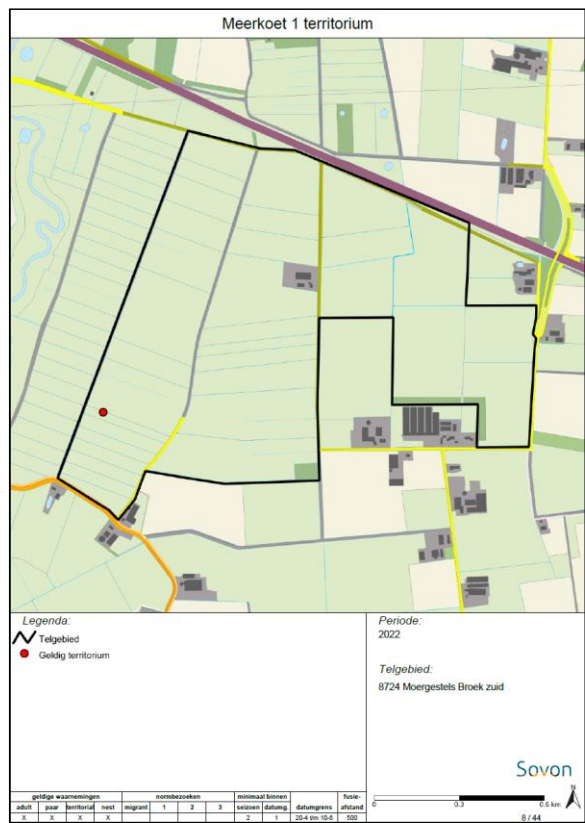 Meerkoet 1 territorium
Legenda:
Telgebied
Geldig territorium
Periode:
2022
Telgebied:
8724 Moergestels Broek zuid
Sovon
0 0.3 0.6 km
N
8 / 44
geldige waarnemingen normbezoeken minimaal binnen fusie-
adult paar territoriaal nest migrant 1 2 3 seizoen datumg. datumgrens afstand
X X X X 2 1 20-4 t/m 10-6 500